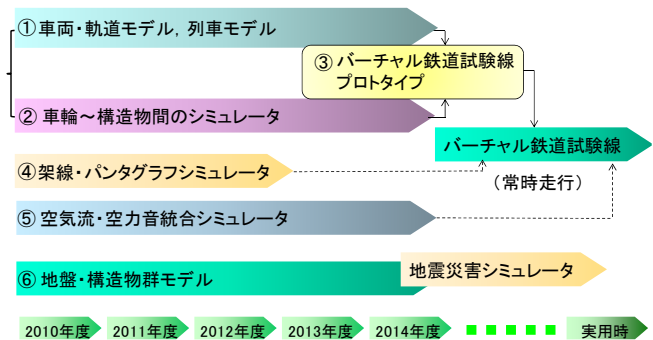 ①車両・軌道モデル，列車モデル
③バーチャル鉄道試験線
プロトタイプ
②車輪～構造物間のシミュレータ
バーチャル鉄道試験線
④架線・パンタグラフシミュレータ
（常時走行）
⑤空気流・空力音統合シミュレータ
地震災害シミュレータ
⑥地盤・構造物群モデル
2010年度 2011年度 2012年度 2013年度 2014年度 実用時